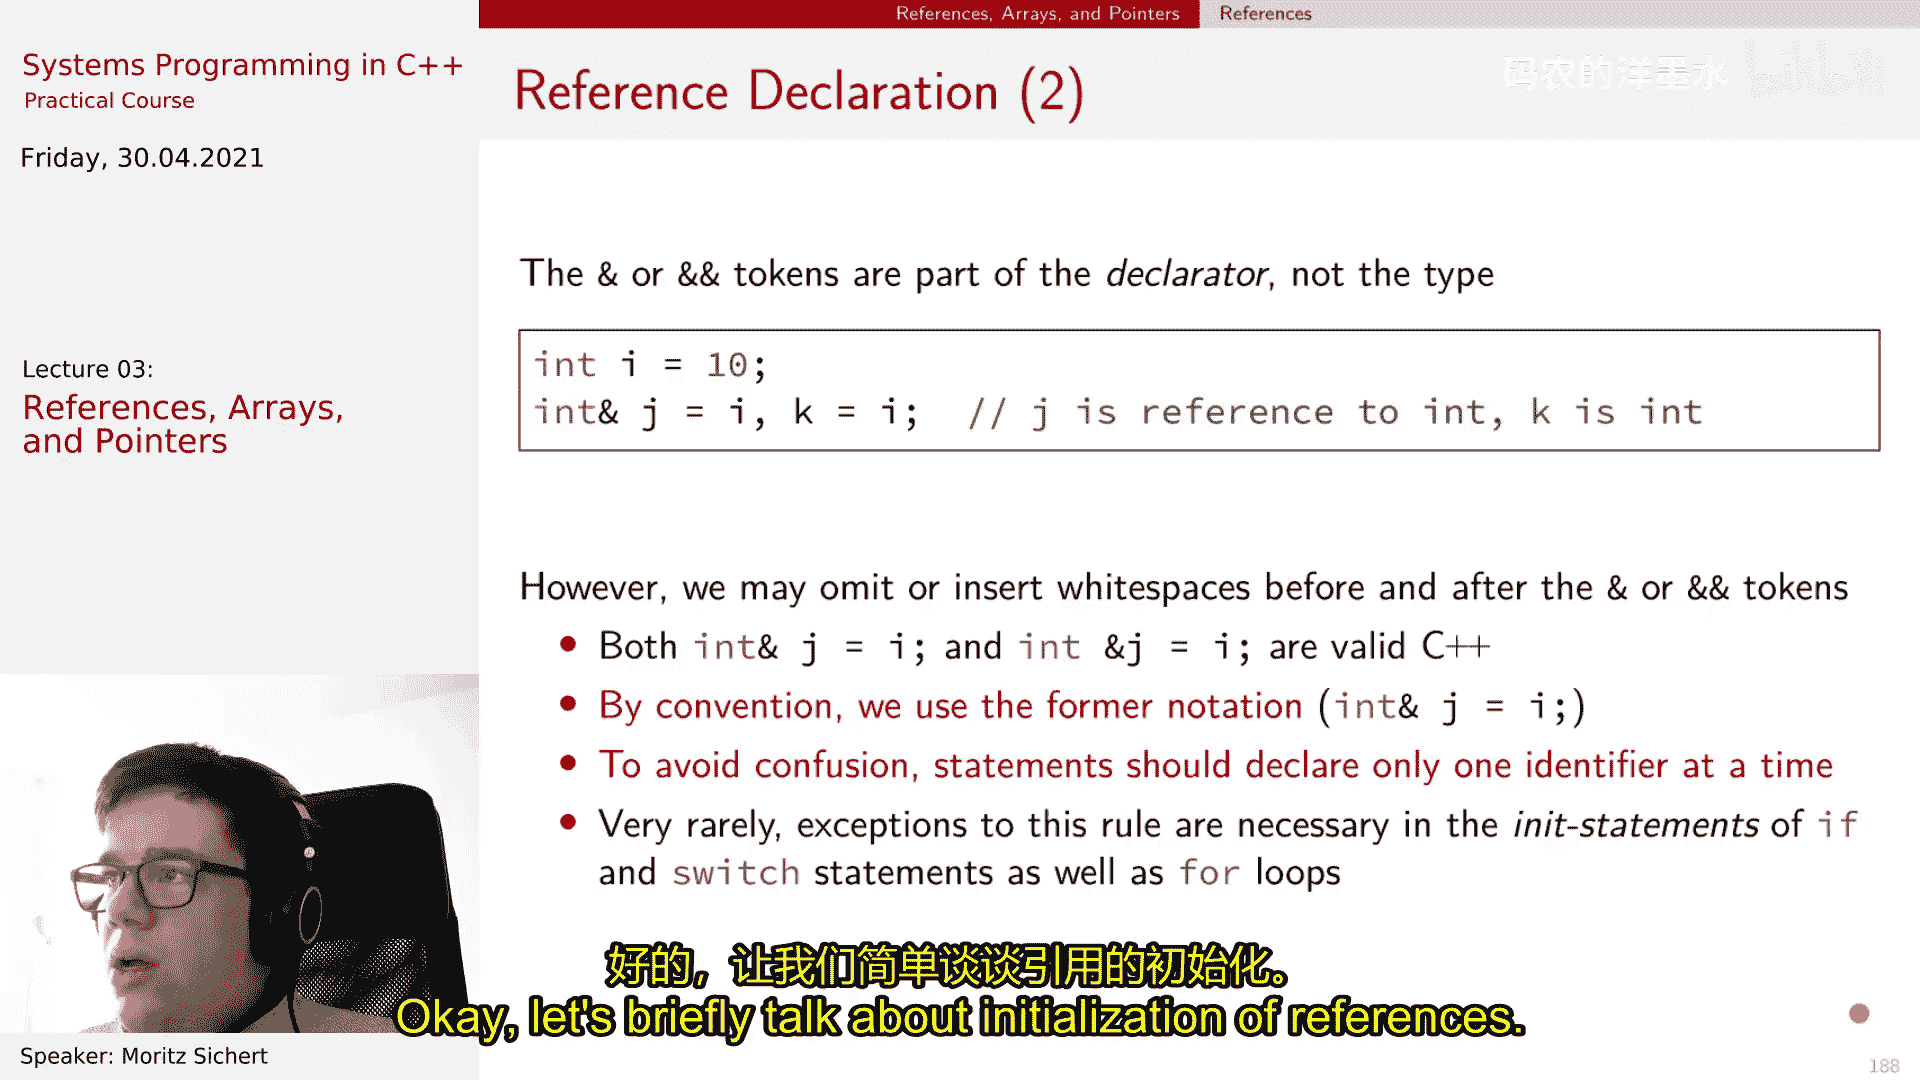 References, Arrays, and Pointers
References
Systems Programming in C++
Practical Course
Friday, 30.04.2021
Lecture 03:
References, Arrays,
and Pointers
Reference Declaration (2)
码农的洋墨水
The & or && tokens are part of the declarator, not the type
int i = 10;
int& j = i, k = i;  // j is reference to int, k is int
However, we may omit or insert whitespaces before and after the & or && tokens
• Both int& j = i; and int &j = i; are valid C++
• By convention, we use the former notation (int& j = i;)
• To avoid confusion, statements should declare only one identifier at a time
• Very rarely, exceptions to this rule are necessary in the init-statements of if
and switch statements as well as for loops
好的，让我们简单谈谈引用的初始化。
Okay, let's briefly talk about initialization of references.
Speaker: Moritz Sichert
188